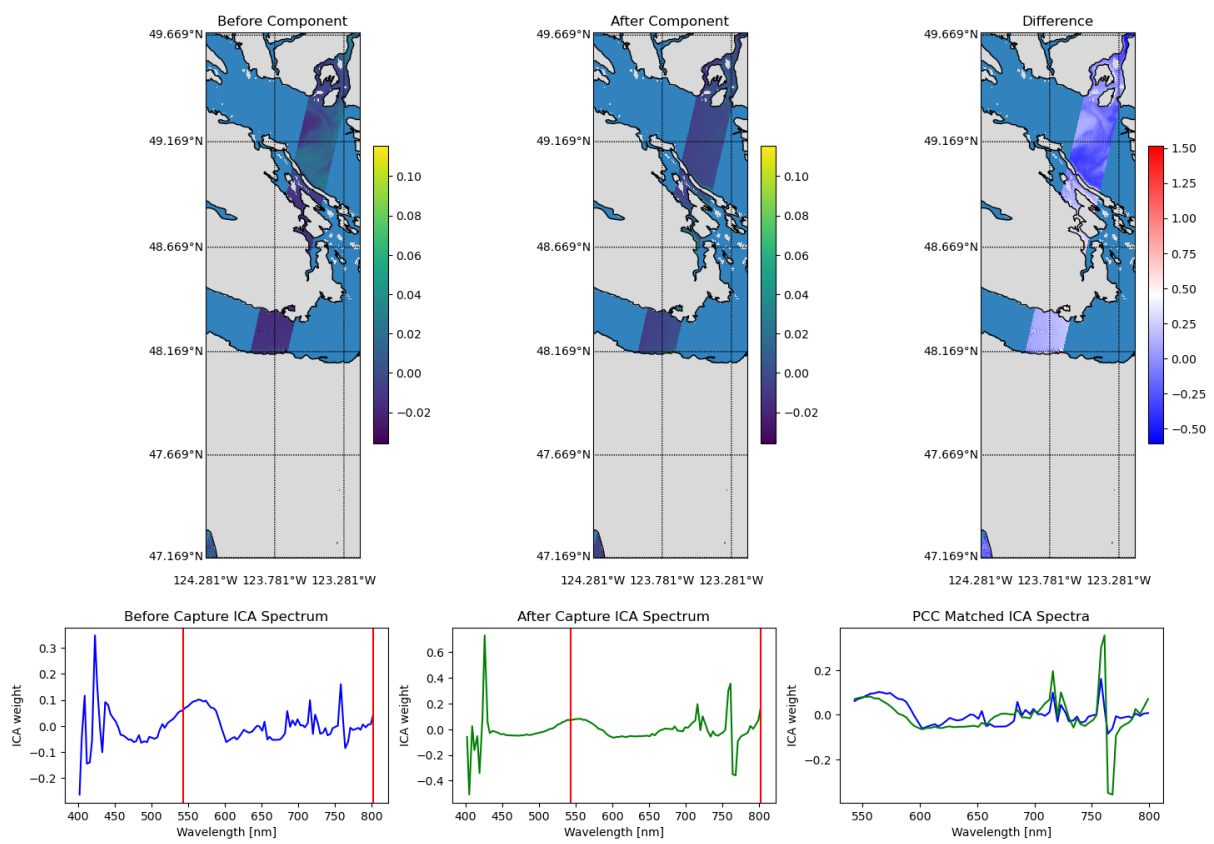 Before Component
After Component
Difference
49.669°N
49.169°N
48.669°N
48.169°N
47.669°N
47.169°N
124.281°W 123.781°W 123.281°W
0.10
0.08
0.06
0.04
0.02
0.00
−0.02
49.669°N
49.169°N
48.669°N
48.169°N
47.669°N
47.169°N
124.281°W 123.781°W 123.281°W
0.10
0.08
0.06
0.04
0.02
0.00
−0.02
49.669°N
49.169°N
48.669°N
48.169°N
47.669°N
47.169°N
124.281°W 123.781°W 123.281°W
1.50
1.25
1.00
0.75
0.50
0.25
0.00
−0.25
−0.50
Before Capture ICA Spectrum
ICA weight
0.3
0.2
0.1
0.0
−0.1
−0.2
400 450 500 550 600 650 700 750 800
Wavelength [nm]
After Capture ICA Spectrum
ICA weight
0.6
0.4
0.2
0.0
−0.2
−0.4
400 450 500 550 600 650 700 750 800
Wavelength [nm]
PCC Matched ICA Spectra
ICA weight
0.2
0.0
−0.2
550 600 650 700 750 800
Wavelength [nm]